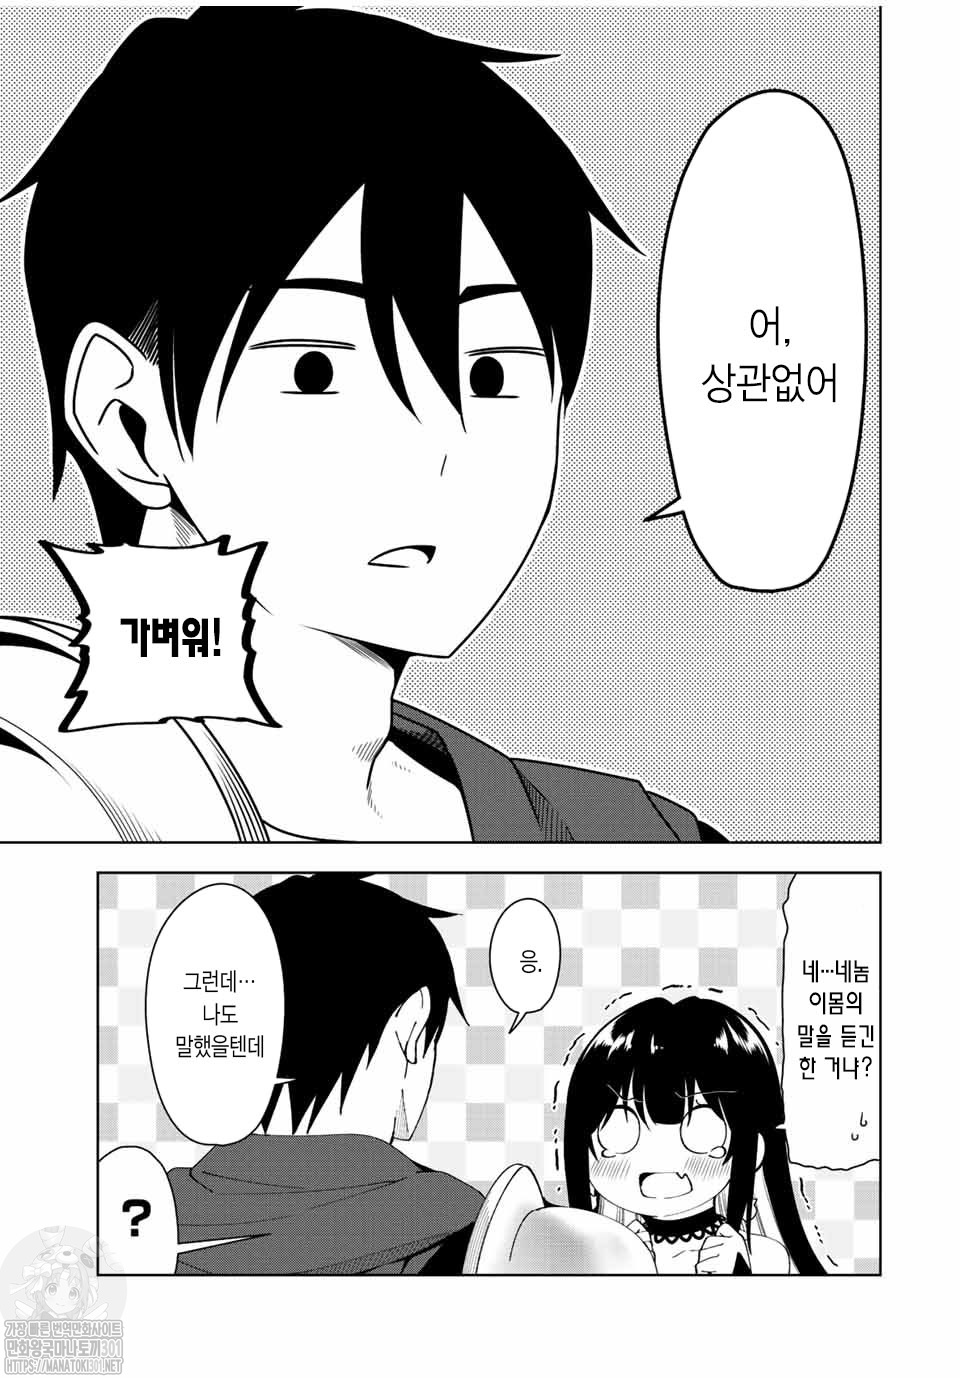 어,
상관없어
가벼워!
네…네놈
이몸의
말을 듣긴
한 거냐?
응.
그런데…
나도
말했을텐데
?
가장 빠른 번역만화사이트
만화왕국마나토끼301
HTTPS://MANATOKI301.NET